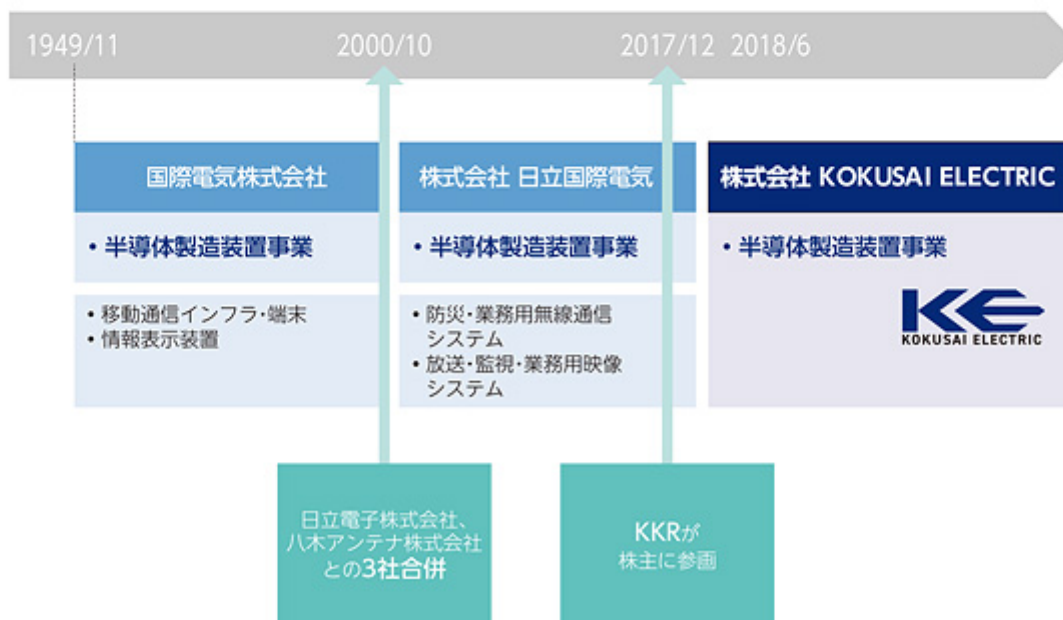 1949/11
2000/10
2017/12
2018/6
国際電気株式会社
・半導体製造装置事業
・移動通信インフラ・端末
・情報表示装置
株式会社 日立国際電気
・半導体製造装置事業
・防災・業務用無線通信
システム
・放送・監視・業務用映像
システム
株式会社 KOKUSAI ELECTRIC
・半導体製造装置事業
KE
KOKUSAI ELECTRIC
日立電子株式会社、
八木アンテナ株式会社
との3社合併
KKRが
株主に参画